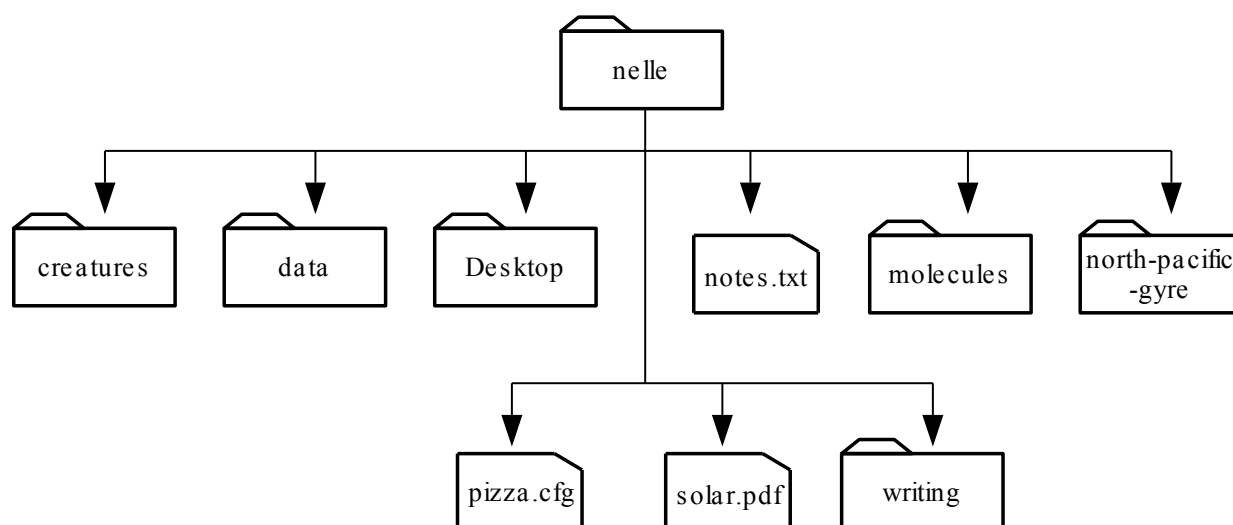 nelle
creatures
data
Desktop
notes.txt
molecules
north-pacific
-gyre
pizza.cfg
solar.pdf
writing